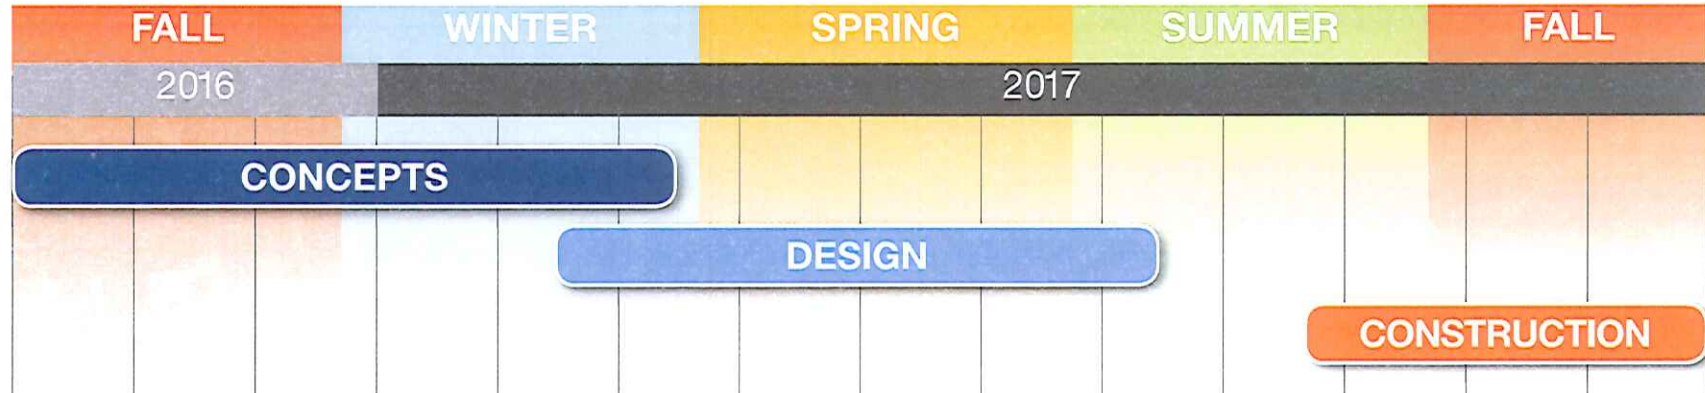 FALL WINTER SPRING SUMMER FALL
2016 2017
CONCEPTS
DESIGN
CONSTRUCTION